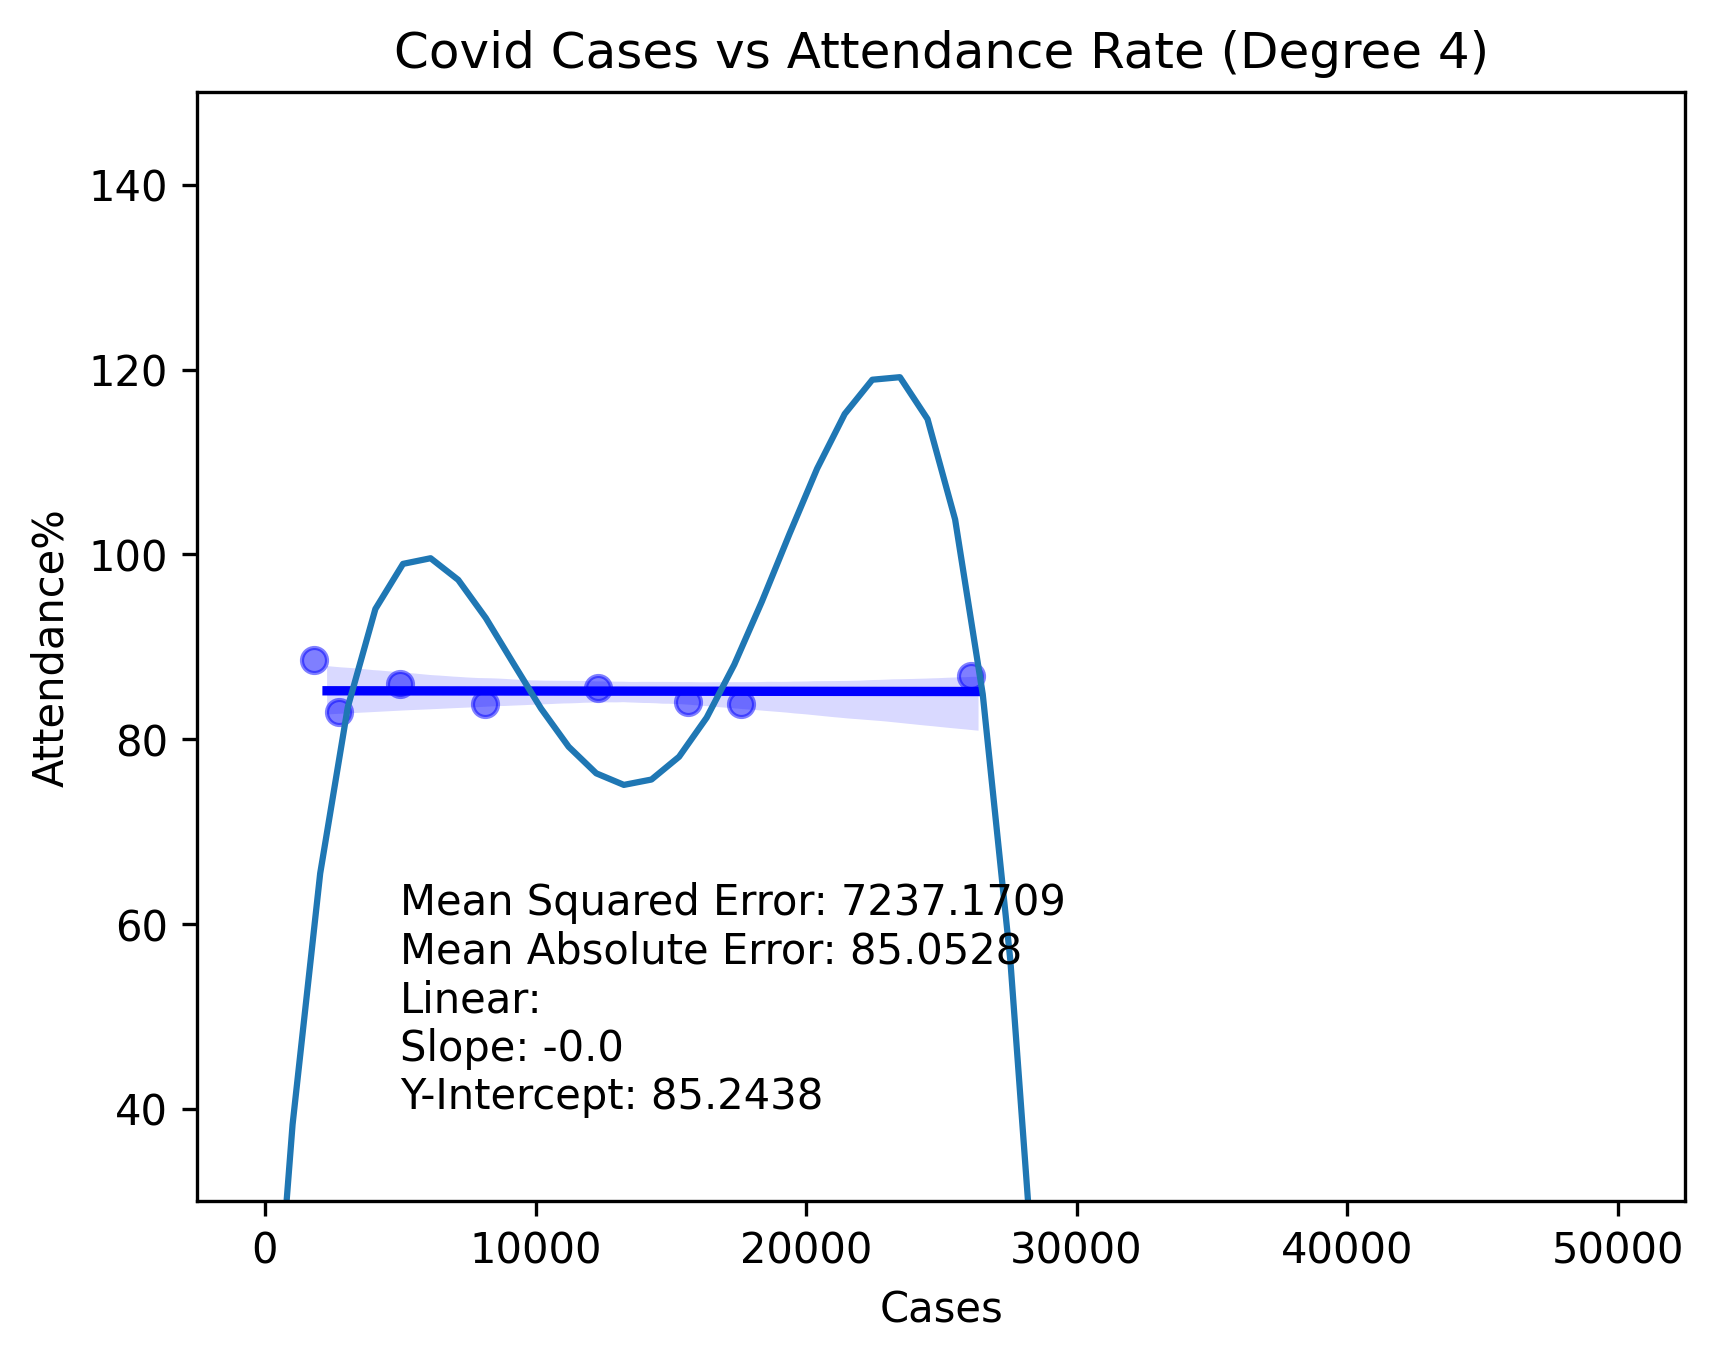 Covid Cases vs Attendance Rate (Degree 4)
140
120
100
80
60
40
Attendance%
Mean Squared Error: 7237.1709
Mean Absolute Error: 85.0528
Linear:
Slope: -0.0
Y-Intercept: 85.2438
0 10000 20000 30000 40000 50000
Cases